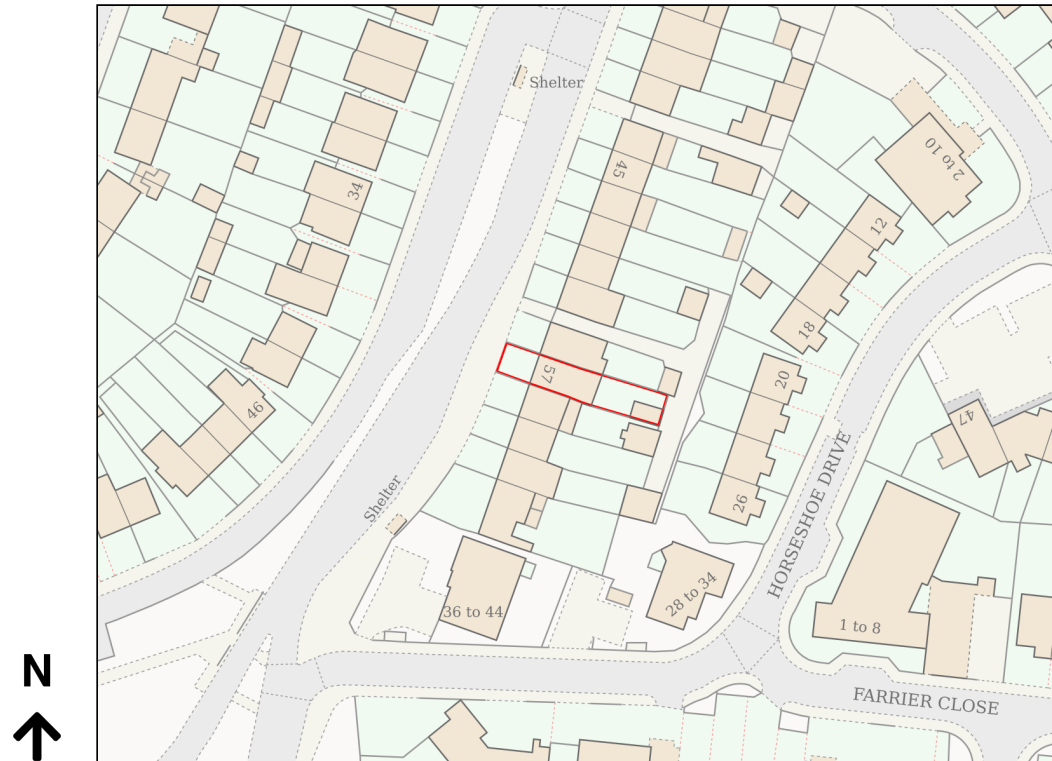 Shelter
45
2 to 10
34
12
18
57
20
46
47
26
Shelter
HORSESHOE DRIVE
28 to 34
36 to 44
1 to 8
N
FARRIER CLOSE